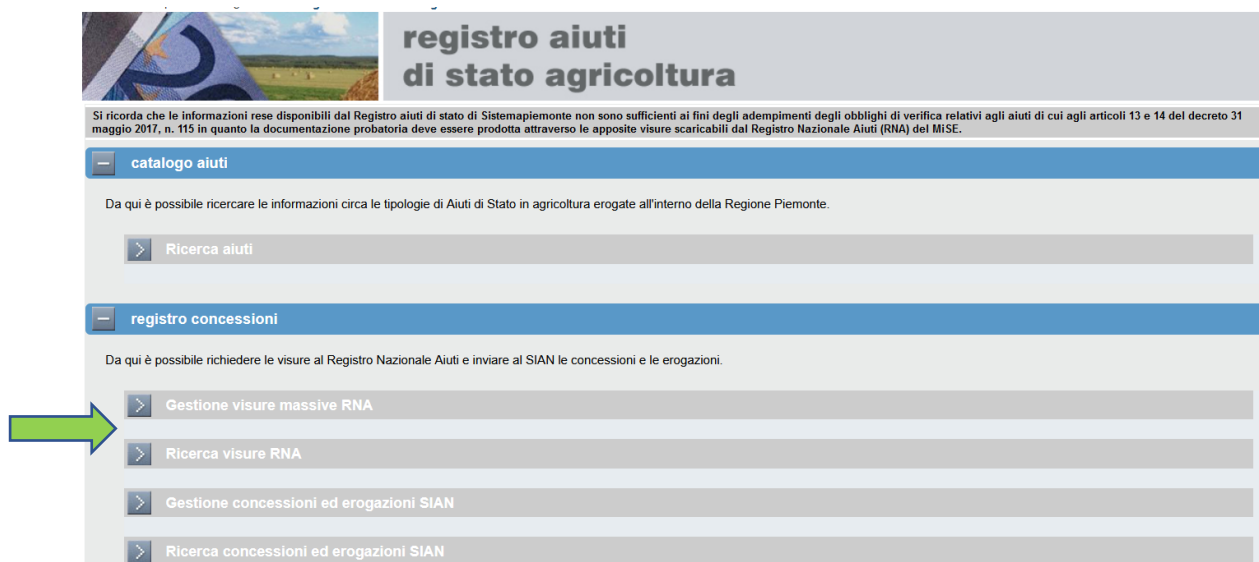 registro aiuti
di stato agricoltura
Si ricorda che le informazioni rese disponibili dal Registro aiuti di stato di Sistemapiemonte non sono sufficienti ai fini degli adempimenti degli obblighi di verifica relativi agli aiuti di cui agli articoli 13 e 14 del decreto 31
maggio 2017, n. 115 in quanto la documentazione probatoria deve essere prodotta attraverso le apposite visure scaricabili dal Registro Nazionale Aiuti (RNA) del MiSE.
catalogo aiuti
Da qui è possibile ricercare le informazioni circa le tipologie di Aiuti di Stato in agricoltura erogate all'interno della Regione Piemonte.
Ricerca aiuti
registro concessioni
Da qui è possibile richiedere le visure al Registro Nazionale Aiuti e inviare al SIAN le concessioni e le erogazioni.
Gestione visure massive RNA
Ricerca visure RNA
Gestione concessioni ed erogazioni SIAN
Ricerca concessioni ed erogazioni SIAN